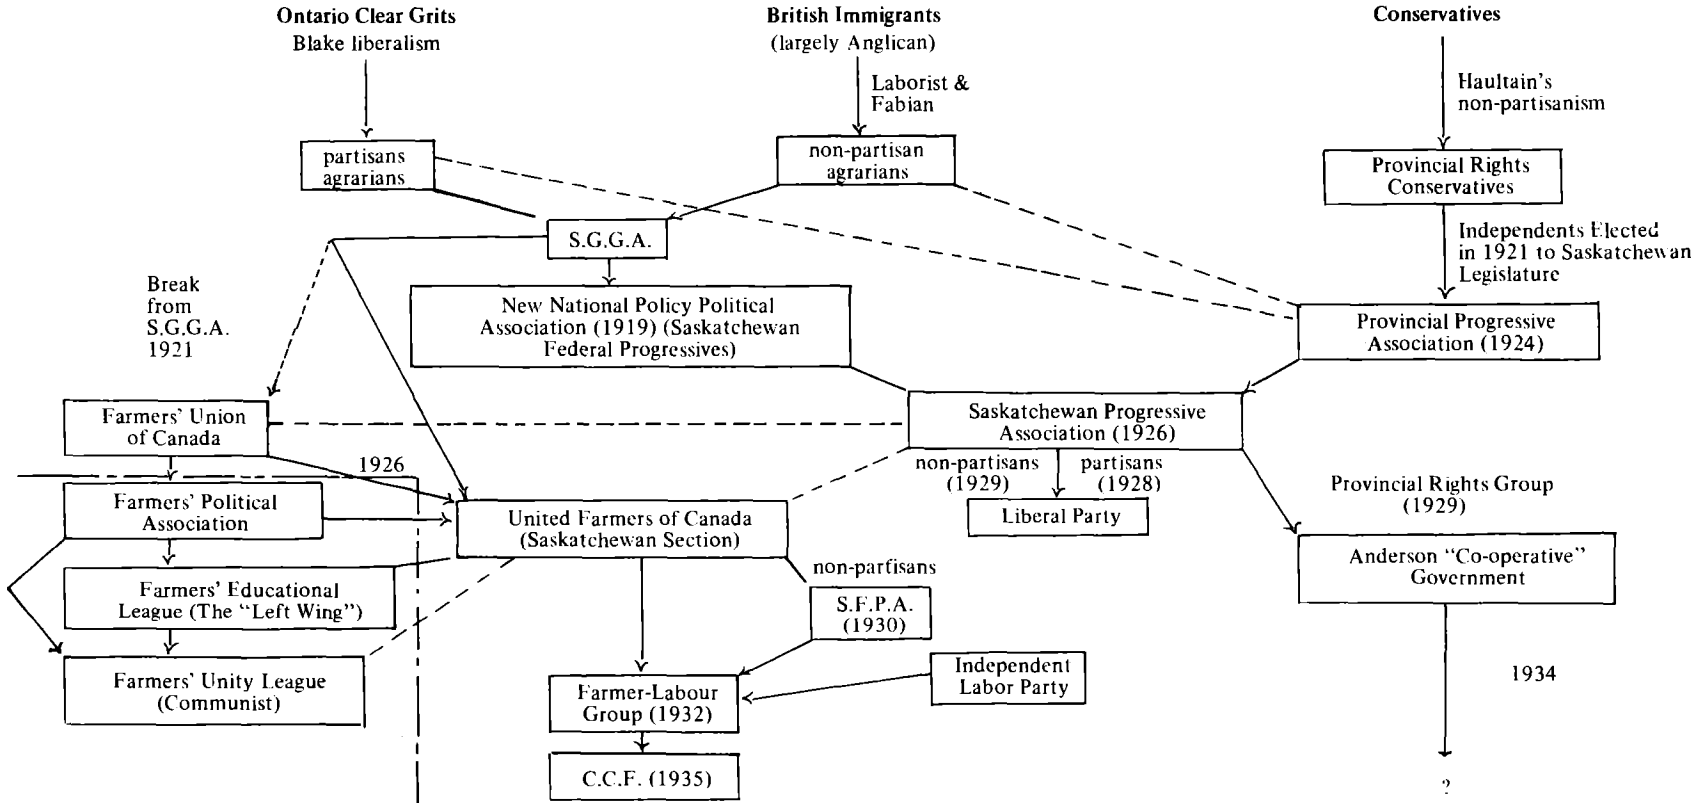 Ontario Clear Grits
Blake liberalism
British Immigrants
(largely Anglican)
Conservatives
Laborist &
Fabian
Haultain's
non-partisanism
partisans
agrarians
non-partisan
agrarians
Provincial Rights
Conservatives
S.G.G.A.
Independents Elected
in 1921 to Saskatchewan
Legislature
Break
from
S.G.G.A.
1921
New National Policy Political
Association (1919) (Saskatchewan
Federal Progressives)
Provincial Progressive
Association (1924)
Farmers' Union
of Canada
Saskatchewan Progressive
Association (1926)
1926
non-partisans
(1929)
partisans
(1928)
Provincial Rights Group
(1929)
Farmers' Political
Association
United Farmers of Canada
(Saskatchewan Section)
Liberal Party
Anderson "Co-operative"
Government
Farmers' Educational
League (The "Left Wing")
non-partisans
S.F.P.A.
(1930)
Farmers' Unity League
(Communist)
Farmer-Labour
Group (1932)
Independent
Labor Party
1934
C.C.F. (1935)
?